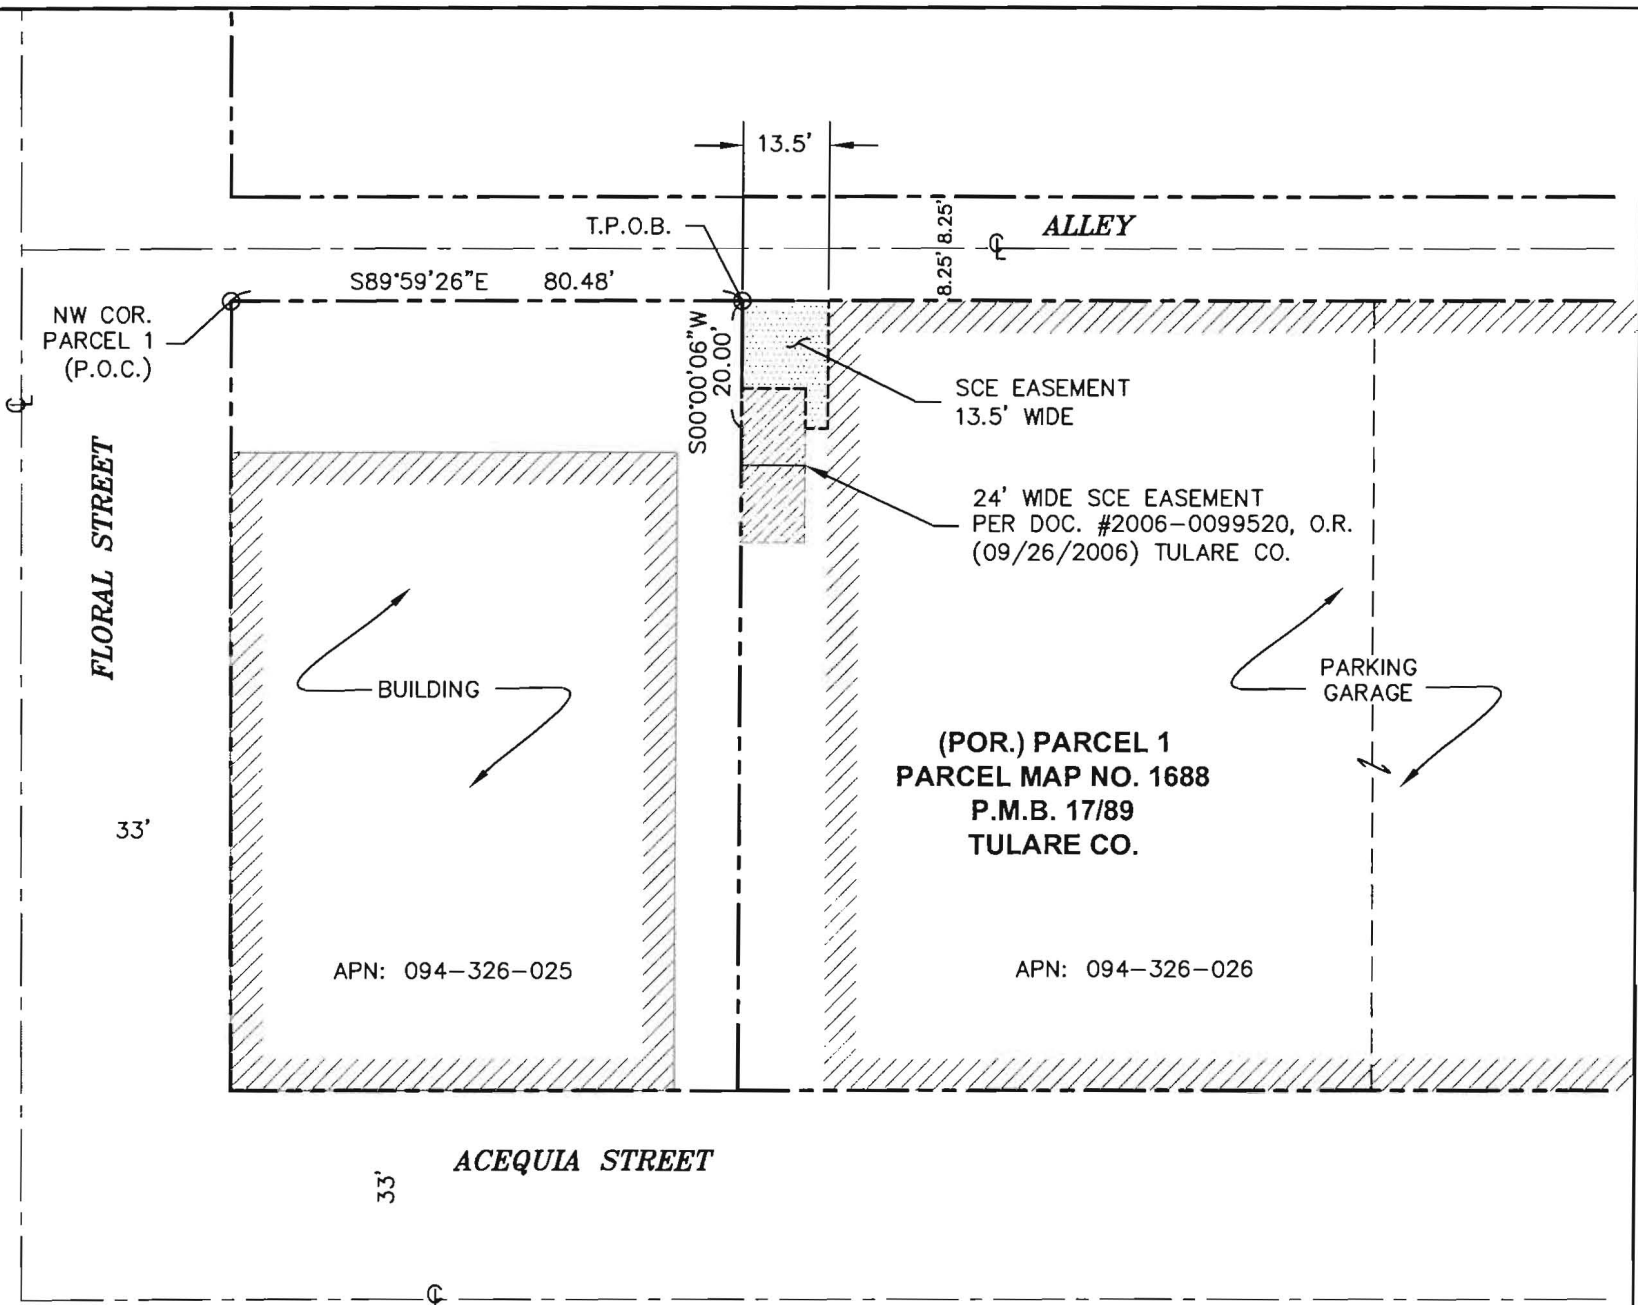 13.5'
T.P.O.B.
8.25' 8.25'
ALLEY
S89°59'26"E 80.48'
NW COR.
PARCEL 1
(P.O.C.)
S00°00'06"W
20.00'
SCE EASEMENT
13.5' WIDE
24' WIDE SCE EASEMENT
PER DOC. #2006-0099520, O.R.
(09/26/2006) TULARE CO.
FLORAL STREET
BUILDING
PARKING
GARAGE
(POR.) PARCEL 1
PARCEL MAP NO. 1688
P.M.B. 17/89
TULARE CO.
33'
APN: 094-326-025
APN: 094-326-026
ACEQUIA STREET
33'